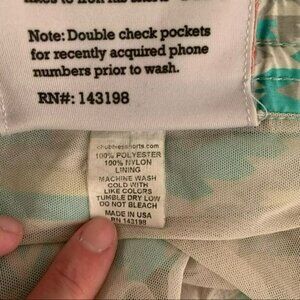 Note: Double check pockets
for recently acquired phone
numbers prior to wash.
RN#: 143198
chubbiesshorts.com
100% POLYESTER
100% NYLON
LINING
MACHINE WASH
COLD WITH
LIKE COLORS
TUMBLE DRY LOW
DO NOT BLEACH
MADE IN USA
RN 143198